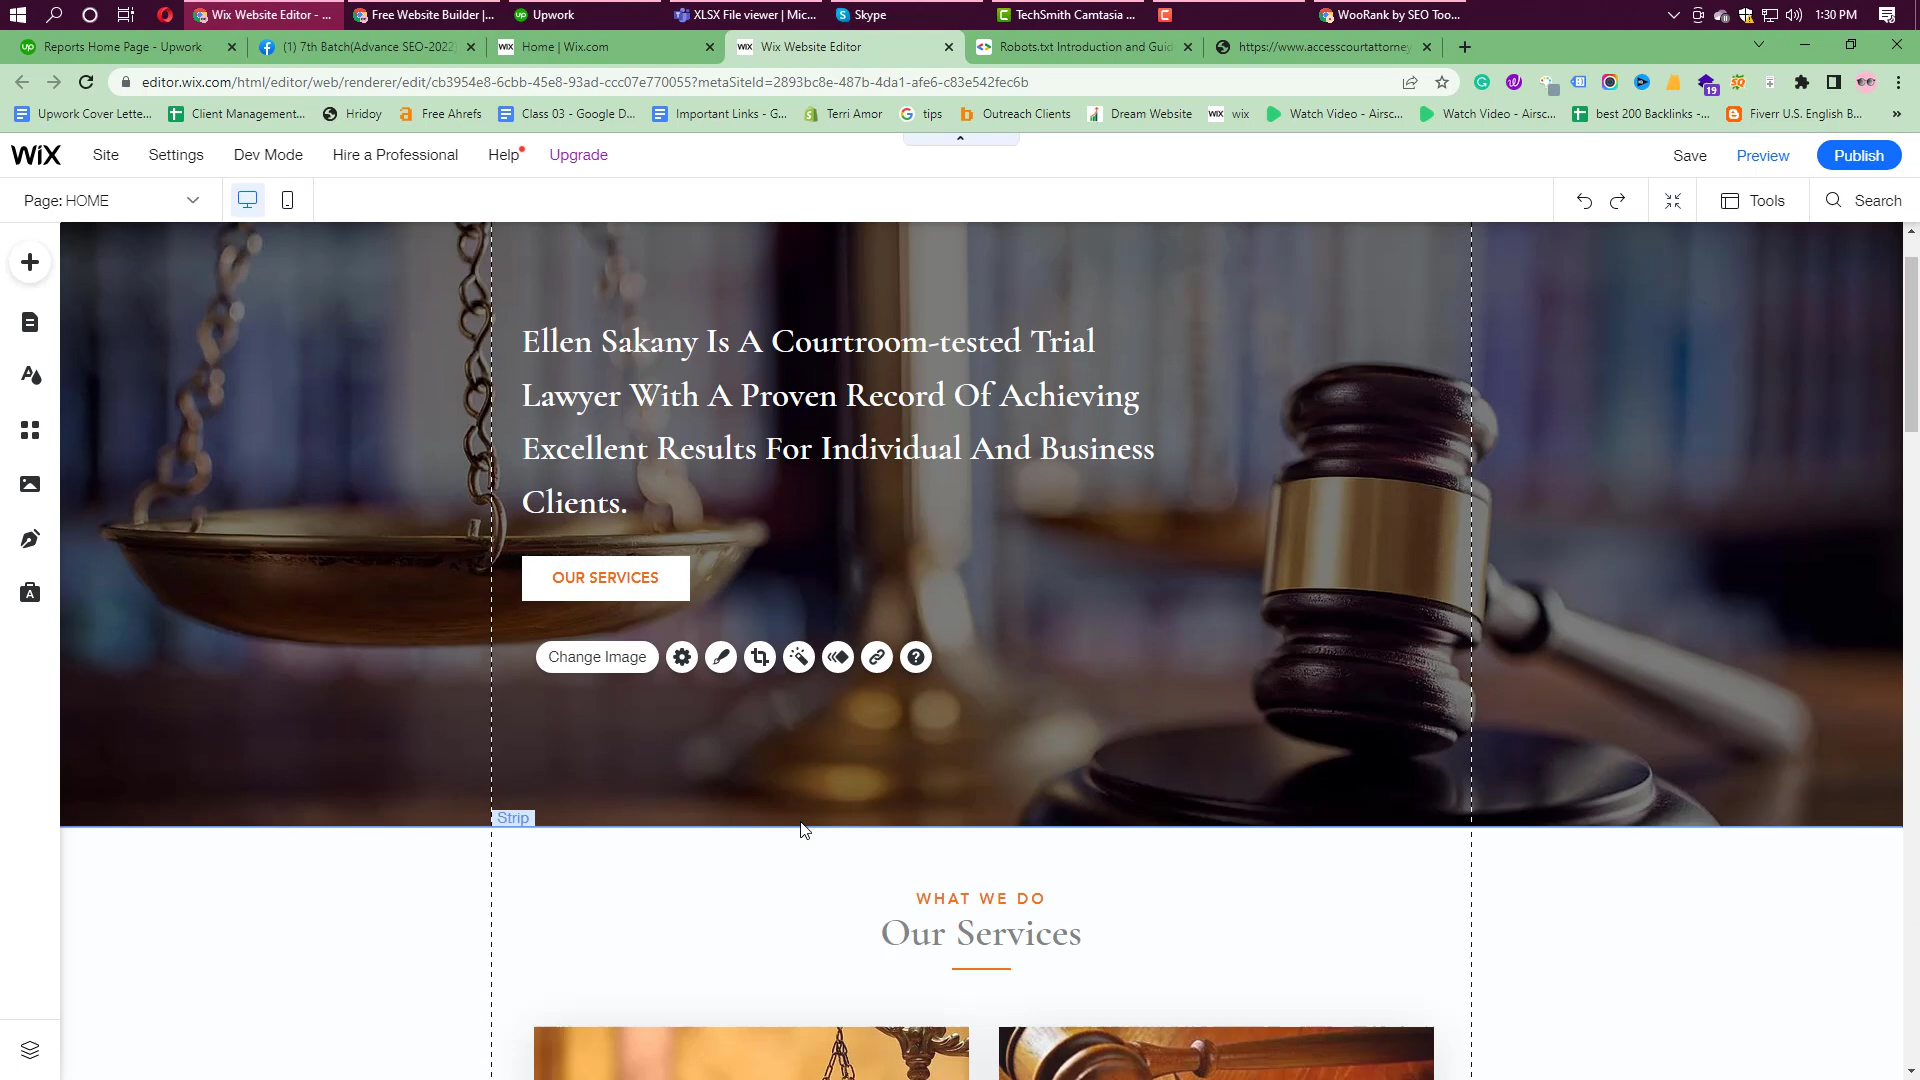 Wix Website Editor - ...
Free Website Builder |...
Upwork
XLSX File viewer | Mic...
Skype
TechSmith Camtasia ...
WooRank by SEO Too...
1:30 PM
Reports Home Page - Upwork
(1) 7th Batch(Advance SEO-2022)
Home | Wix.com
Wix Website Editor
Robots.txt Introduction and Guid
https://www.accesscourtattorney
editor.wix.com/html/editor/web/renderer/edit/cb3954e8-6cbb-45e8-93ad-ccc07e770055?metaSiteId=2893bc8e-487b-4da1-afe6-c83e542fec6b
19
Upwork Cover Lette...
Client Management...
Hridoy
Free Ahrefs
Class 03 - Google D...
Important Links - G...
Terri Amor
tips
Outreach Clients
Dream Website
wix
Watch Video - Airsc...
Watch Video - Airsc...
best 200 Backlinks -...
Fiverr U.S. English B...
WiX
Site
Settings
Dev Mode
Hire a Professional
Help
Upgrade
Save
Preview
Publish
Page: HOME
Tools
Search
Ellen Sakany Is A Courtroom-tested Trial
Lawyer With A Proven Record Of Achieving
Excellent Results For Individual And Business
Clients.
OUR SERVICES
Change Image
Strip
WHAT WE DO
Our Services